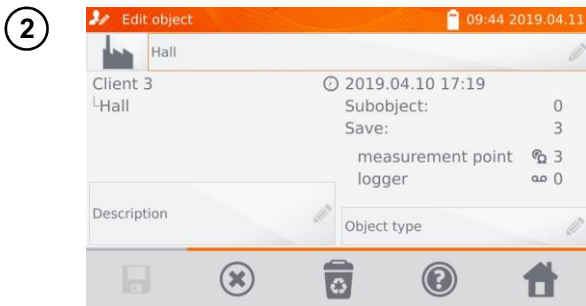 2
Edit object
09:44 2019.04.11
Hall
Client 3
└Hall
2019.04.10 17:19
Subobject: 0
Save: 3
measurement point 3
logger 0
Description
Object type
?